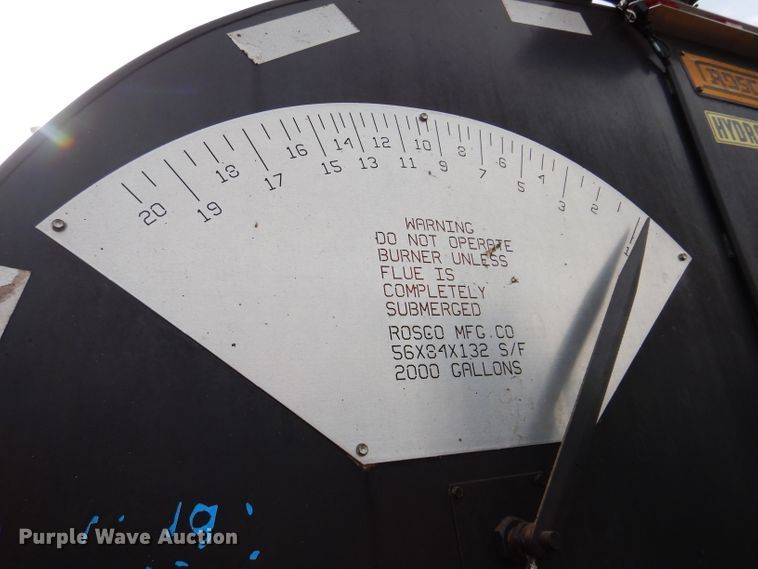 ROSCO
HYDRO
20 19 18 17 16 15 14 13 12 11 10 9 8 7 6 5 4 3 2 1
WARNING
DO NOT OPERATE
BURNER UNLESS
FLUE IS
COMPLETELY
SUBMERGED
ROSCO MFG.CO
56X84X132 S/F
2000 GALLONS
19
Purple Wave Auction